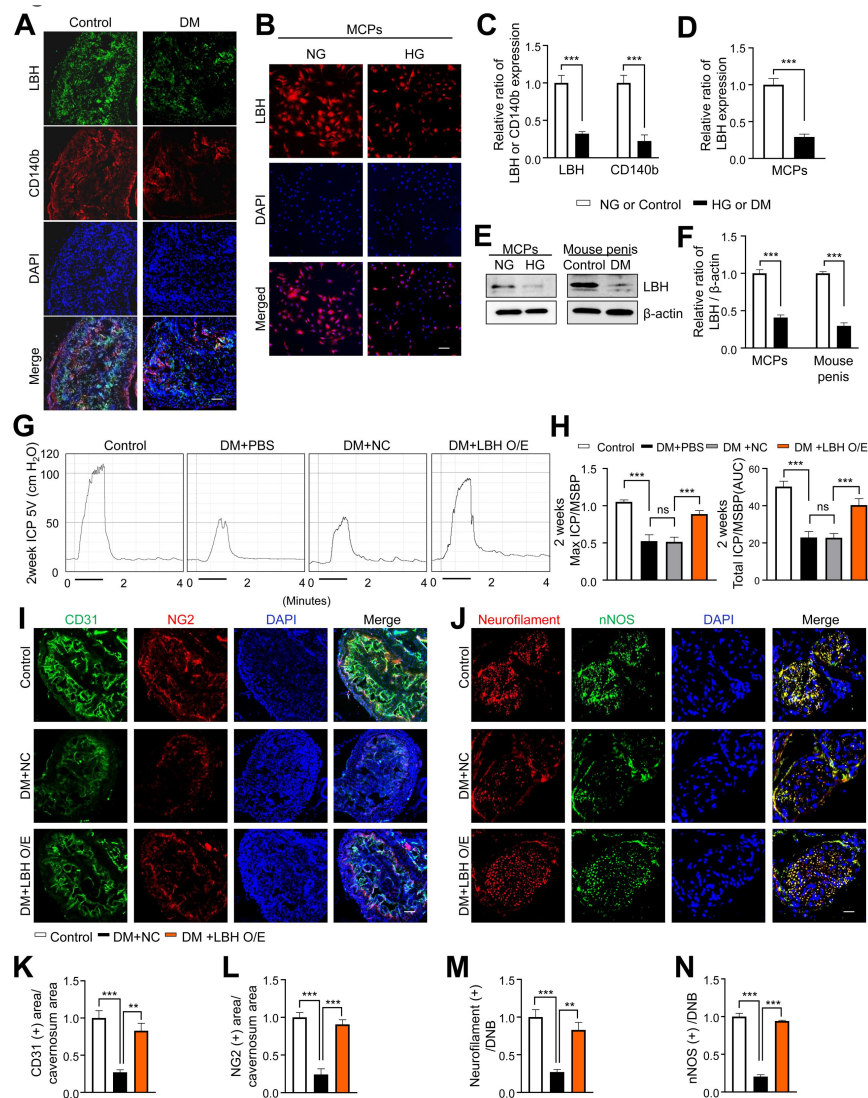 A
Control
DM
LBH
CD140b
DAPI
Merge
B
MCPs
NG
HG
LBH
DAPI
Merged
C
Relative ratio of
LBH or CD140b expression
1.5
1.0
0.5
0.0
***
***
LBH
CD140b
D
Relative ratio of
LBH expression
1.5
1.0
0.5
0.0
***
MCPs
NG or Control
HG or DM
E
MCPs
Mouse penis
NG
HG
Control
DM
LBH
β-actin
F
Relative ratio of
LBH / β-actin
1.5
1.0
0.5
0.0
***
***
MCPs
Mouse
penis
G
Control
DM+PBS
DM+NC
DM+LBH O/E
2week ICP 5V (cm H2O)
120
100
50
0
0 2 4
0 2 4
0 2 4
0 2 4
(Minutes)
H
Control
DM+PBS
DM +NC
DM +LBH O/E
2 weeks
Max ICP/MSBP
1.5
1.0
0.5
0.0
***
ns
***
2 weeks
Total ICP/MSBP(AUC)
60
40
20
0
***
ns
***
I
CD31
NG2
DAPI
Merge
Control
DM+NC
DM+LBH O/E
J
Neurofilament
nNOS
DAPI
Merge
Control
DM+NC
DM+LBH O/E
Control
DM+NC
DM +LBH O/E
K
CD31 (+) area/
cavernosum area
1.5
1.0
0.5
0.0
***
**
L
NG2 (+) area/
cavernosum area
1.5
1.0
0.5
0.0
***
***
M
Neurofilament (+)
/DNB
1.5
1.0
0.5
0.0
***
**
N
nNOS (+) /DNB
1.5
1.0
0.5
0.0
***
***